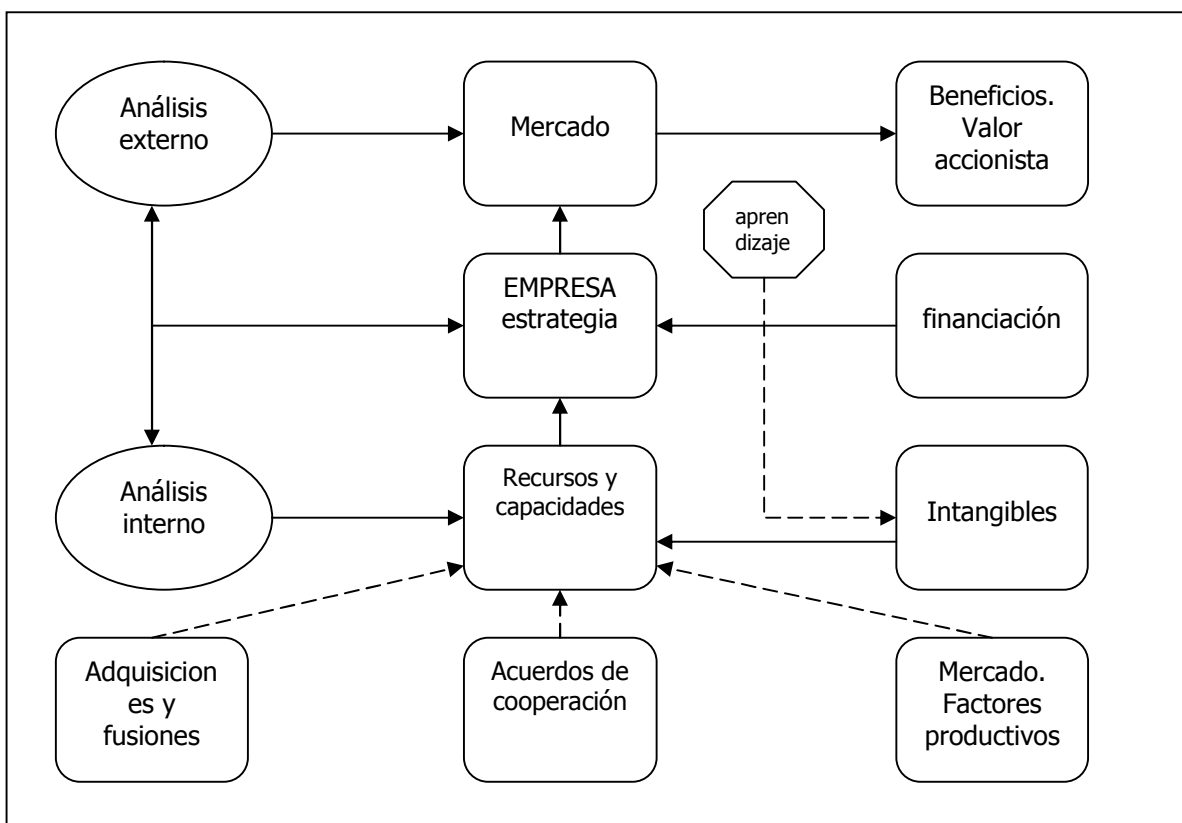 Análisis
externo
Mercado
Beneficios.
Valor
accionista
apren
dizaje
EMPRESA
estrategia
financiación
Análisis
interno
Recursos y
capacidades
Intangibles
Adquisicion
es y
fusiones
Acuerdos de
cooperación
Mercado.
Factores
productivos